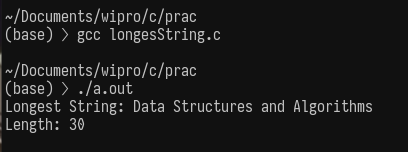 ~/Documents/wipro/c/prac
(base) > gcc longesString.c
~/Documents/wipro/c/prac
(base) > ./a.out
Longest String: Data Structures and Algorithms
Length: 30